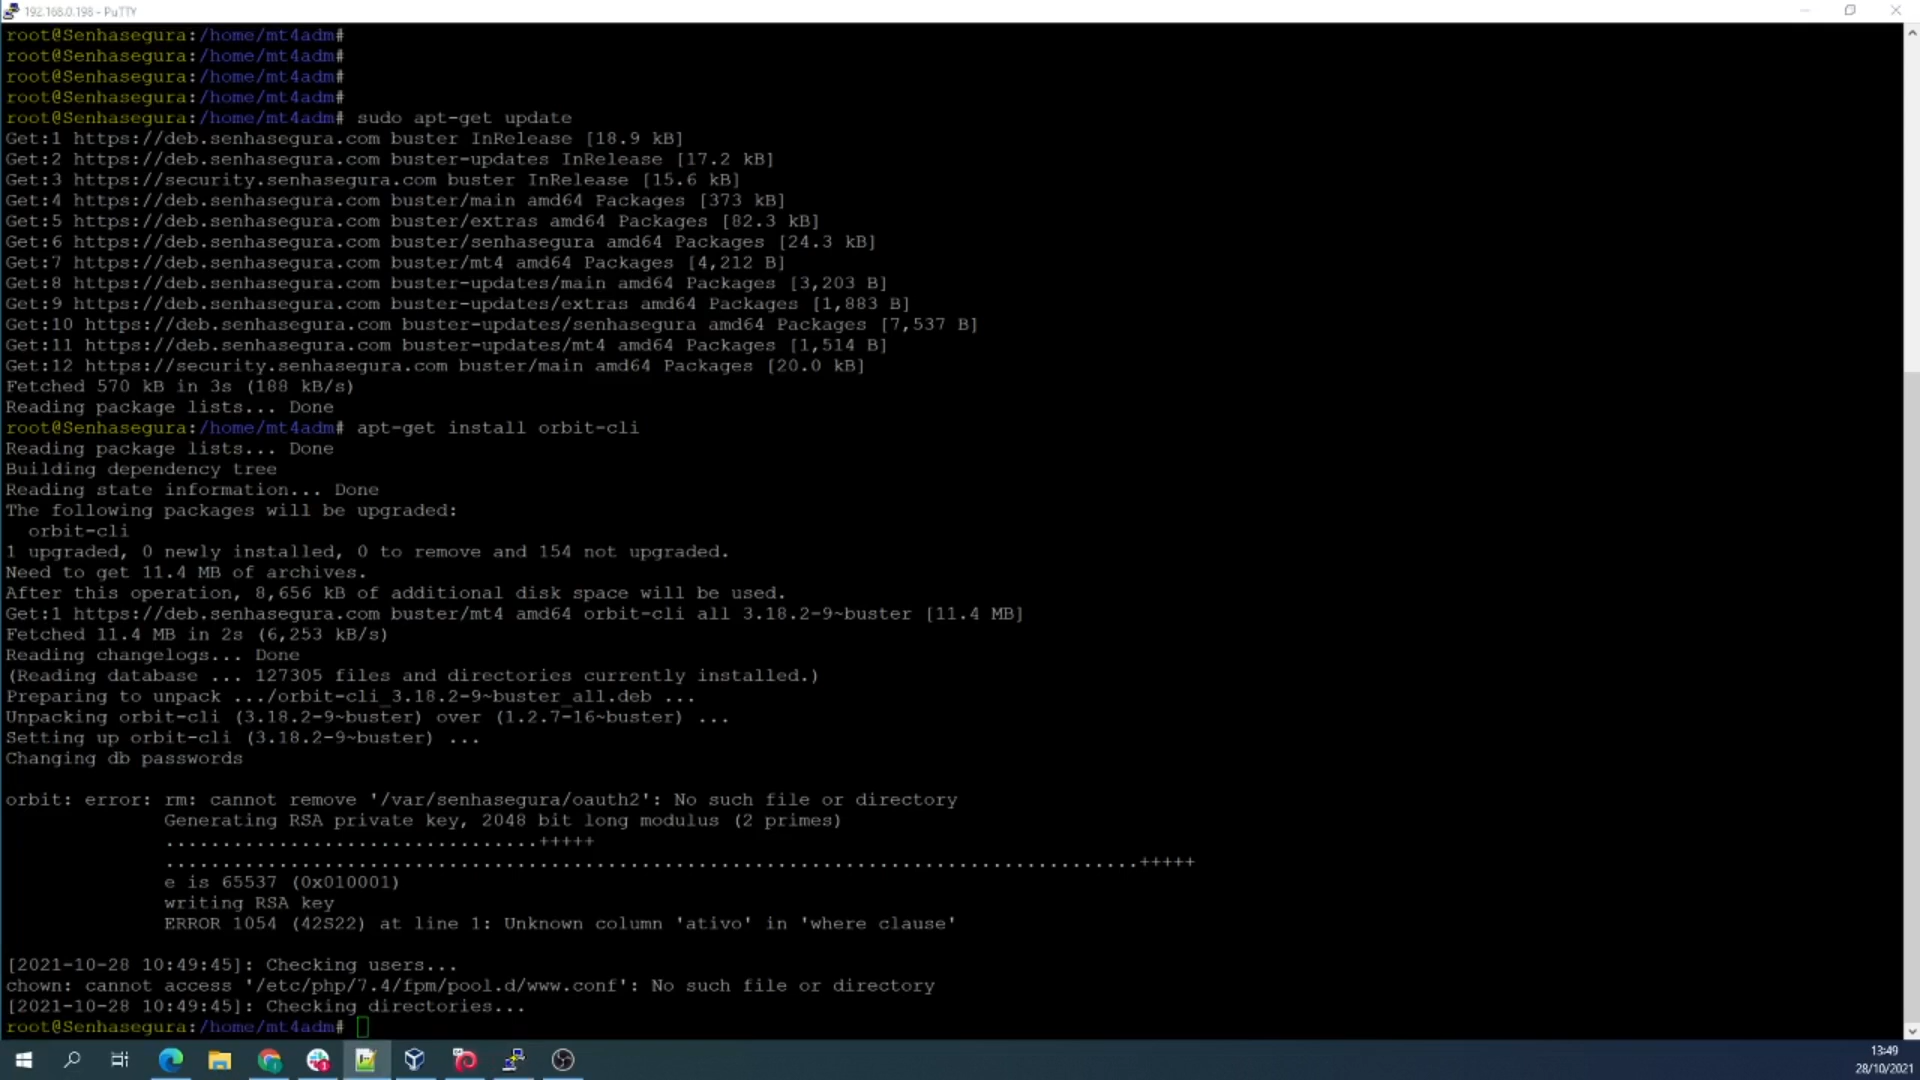 192.168.0.198 - PuTTY
root@Senhasegura:/home/mt4adm#
root@Senhasegura:/home/mt4adm#
root@Senhasegura:/home/mt4adm#
root@Senhasegura:/home/mt4adm#
root@Senhasegura:/home/mt4adm# sudo apt-get update
Get:1 https://deb.senhasegura.com buster InRelease [18.9 kB]
Get:2 https://deb.senhasegura.com buster-updates InRelease [17.2 kB]
Get:3 https://security.senhasegura.com buster InRelease [15.6 kB]
Get:4 https://deb.senhasegura.com buster/main amd64 Packages [373 kB]
Get:5 https://deb.senhasegura.com buster/extras amd64 Packages [82.3 kB]
Get:6 https://deb.senhasegura.com buster/senhasegura amd64 Packages [24.3 kB]
Get:7 https://deb.senhasegura.com buster/mt4 amd64 Packages [4,212 B]
Get:8 https://deb.senhasegura.com buster-updates/main amd64 Packages [3,203 B]
Get:9 https://deb.senhasegura.com buster-updates/extras amd64 Packages [1,883 B]
Get:10 https://deb.senhasegura.com buster-updates/senhasegura amd64 Packages [7,537 B]
Get:11 https://deb.senhasegura.com buster-updates/mt4 amd64 Packages [1,514 B]
Get:12 https://security.senhasegura.com buster/main amd64 Packages [20.0 kB]
Fetched 570 kB in 3s (188 kB/s)
Reading package lists... Done
root@Senhasegura:/home/mt4adm# apt-get install orbit-cli
Reading package lists... Done
Building dependency tree
Reading state information... Done
The following packages will be upgraded:
  orbit-cli
1 upgraded, 0 newly installed, 0 to remove and 154 not upgraded.
Need to get 11.4 MB of archives.
After this operation, 8,656 kB of additional disk space will be used.
Get:1 https://deb.senhasegura.com buster/mt4 amd64 orbit-cli all 3.18.2-9~buster [11.4 MB]
Fetched 11.4 MB in 2s (6,253 kB/s)
Reading changelogs... Done
(Reading database ... 127305 files and directories currently installed.)
Preparing to unpack .../orbit-cli_3.18.2-9~buster_all.deb ...
Unpacking orbit-cli (3.18.2-9~buster) over (1.2.7-16~buster) ...
Setting up orbit-cli (3.18.2-9~buster) ...
Changing db passwords
orbit: error: rm: cannot remove '/var/senhasegura/oauth2': No such file or directory
Generating RSA private key, 2048 bit long modulus (2 primes)
.................................+++++
......................................................................................+++++
e is 65537 (0x010001)
writing RSA key
ERROR 1054 (42S22) at line 1: Unknown column 'ativo' in 'where clause'
[2021-10-28 10:49:45]: Checking users...
chown: cannot access '/etc/php/7.4/fpm/pool.d/www.conf': No such file or directory
[2021-10-28 10:49:45]: Checking directories...
root@Senhasegura:/home/mt4adm#
13:49
28/10/2021